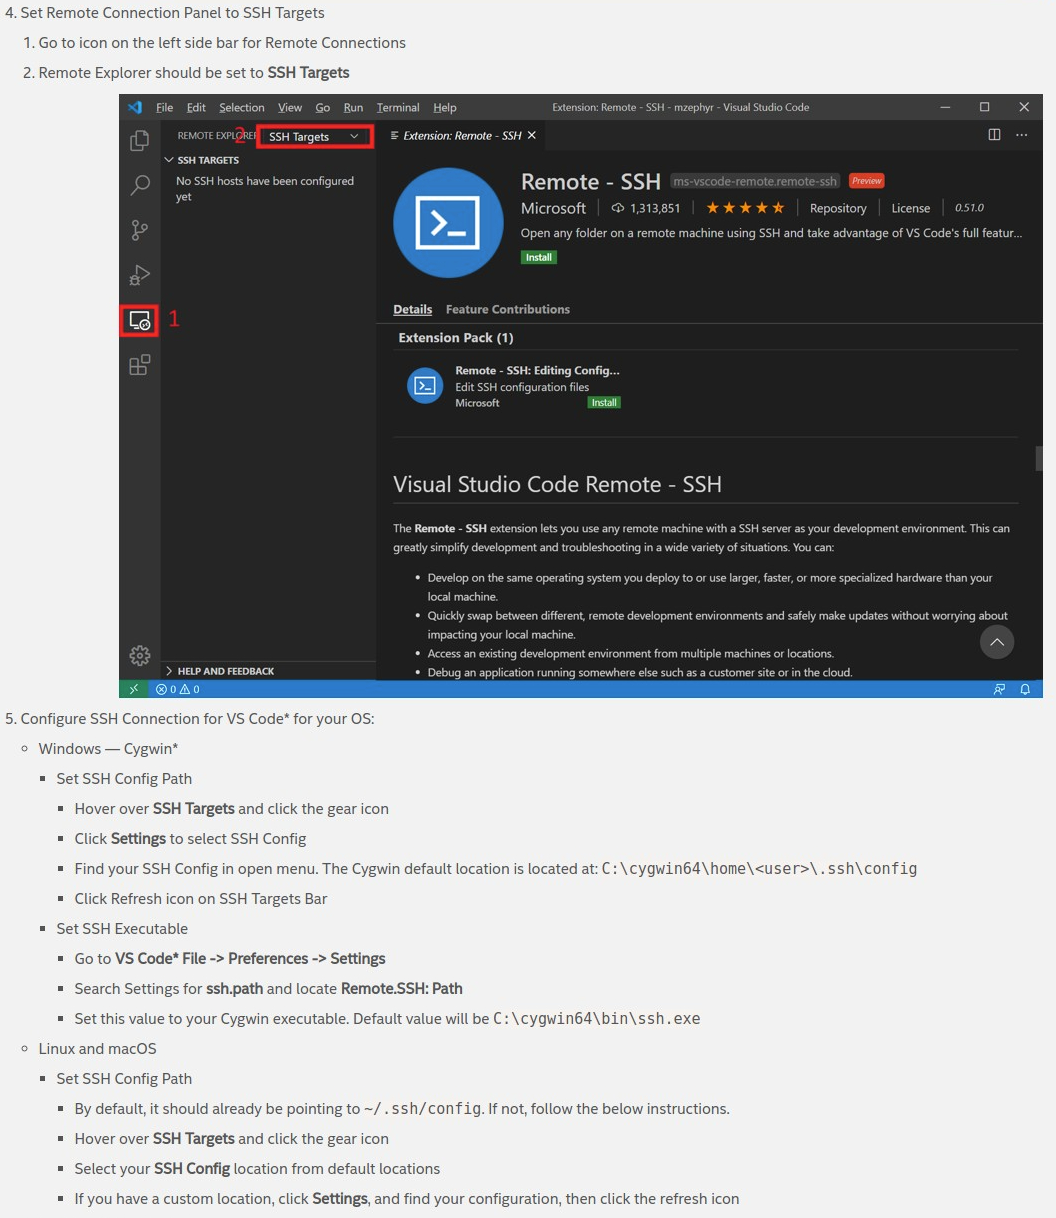 4. Set Remote Connection Panel to SSH Targets
1. Go to icon on the left side bar for Remote Connections
2. Remote Explorer should be set to SSH Targets
File Edit Selection View Go Run Terminal Help Extension: Remote - SSH - mzephyr - Visual Studio Code
REMOTE EXPLORER 2 SSH Targets Extension: Remote - SSH
SSH TARGETS
No SSH hosts have been configured
yet
Remote - SSH ms-vscode-remote.remote-ssh Preview
Microsoft 1,313,851 Repository License 0.51.0
Open any folder on a remote machine using SSH and take advantage of VS Code's full featur...
Install
1
Details Feature Contributions
Extension Pack (1)
Remote - SSH: Editing Config...
Edit SSH configuration files
Microsoft Install
Visual Studio Code Remote - SSH
The Remote - SSH extension lets you use any remote machine with a SSH server as your development environment. This can
greatly simplify development and troubleshooting in a wide variety of situations. You can:
• Develop on the same operating system you deploy to or use larger, faster, or more specialized hardware than your
local machine.
• Quickly swap between different, remote development environments and safely make updates without worrying about
impacting your local machine.
• Access an existing development environment from multiple machines or locations.
• Debug an application running somewhere else such as a customer site or in the cloud.
HELP AND FEEDBACK
0 0
5. Configure SSH Connection for VS Code* for your OS:
Windows — Cygwin*
Set SSH Config Path
Hover over SSH Targets and click the gear icon
Click Settings to select SSH Config
Find your SSH Config in open menu. The Cygwin default location is located at: C:\cygwin64\home\<user>\.ssh\config
Click Refresh icon on SSH Targets Bar
Set SSH Executable
Go to VS Code* File -> Preferences -> Settings
Search Settings for ssh.path and locate Remote.SSH: Path
Set this value to your Cygwin executable. Default value will be C:\cygwin64\bin\ssh.exe
Linux and macOS
Set SSH Config Path
By default, it should already be pointing to ~/.ssh/config. If not, follow the below instructions.
Hover over SSH Targets and click the gear icon
Select your SSH Config location from default locations
If you have a custom location, click Settings, and find your configuration, then click the refresh icon